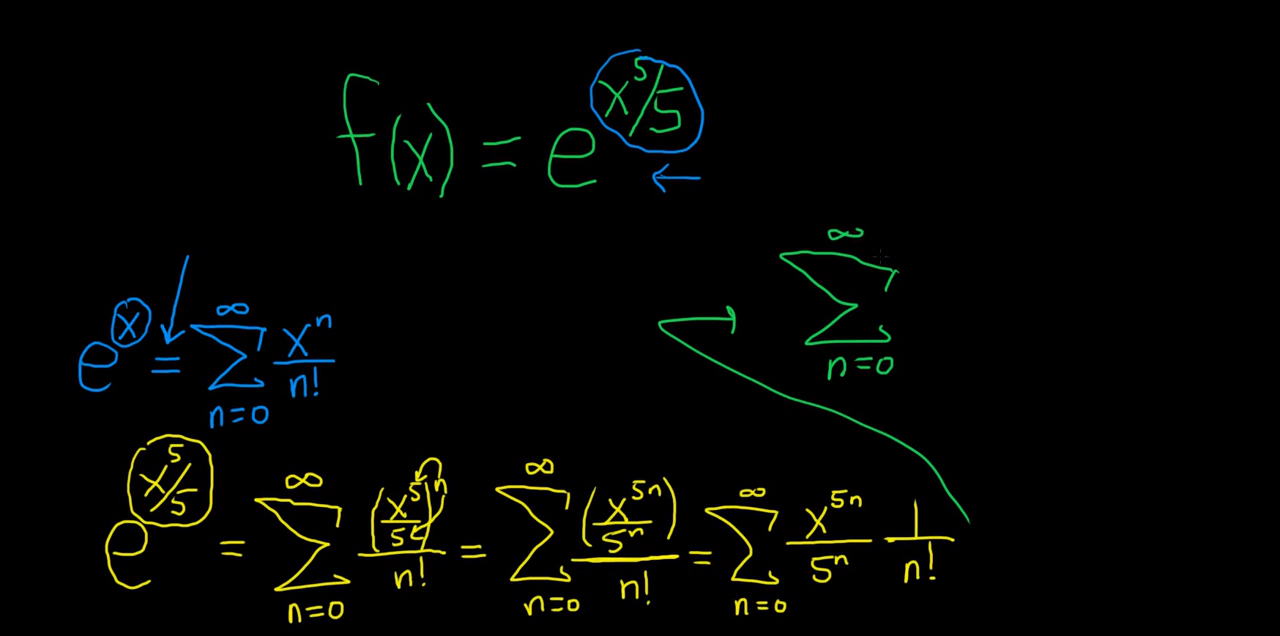 f(x) = e^{x^5/5}
∞
∑
n=0
e^x = ∑_{n=0}^{∞} x^n/n!
e^{x^5/5} = ∑_{n=0}^{∞} (x^5/5)^n/n! = ∑_{n=0}^{∞} (x^{5n}/5^n)/n! = ∑_{n=0}^{∞} x^{5n}/5^n 1/n!